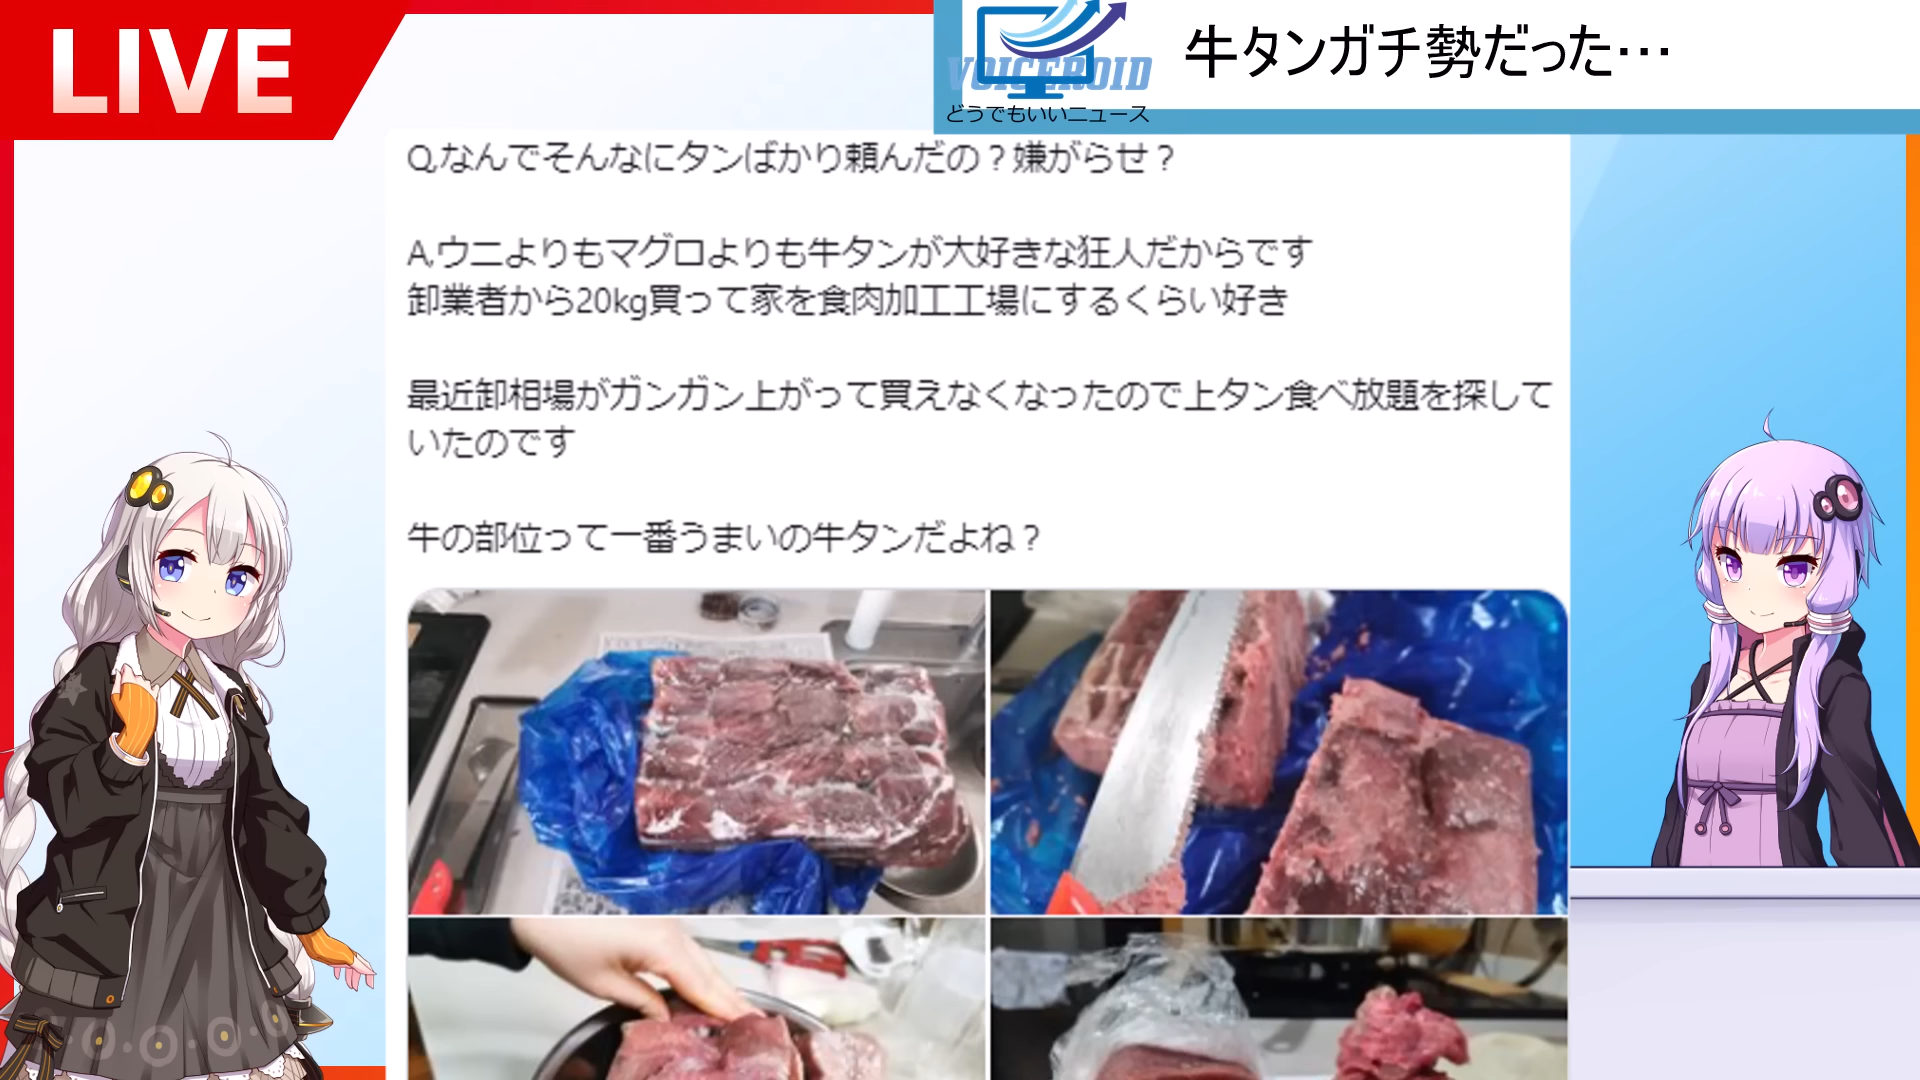 LIVE
VOICEROID
どうでもいいニュース
牛タンガチ勢だった…
Q,なんでそんなにタンばかり頼んだの？嫌がらせ？
A,ウニよりもマグロよりも牛タンが大好きな狂人だからです
卸業者から20kg買って家を食肉加工工場にするくらい好き
最近卸相場がガンガン上がって買えなくなったので上タン食べ放題を探して
いたのです
牛の部位って一番うまいの牛タンだよね？